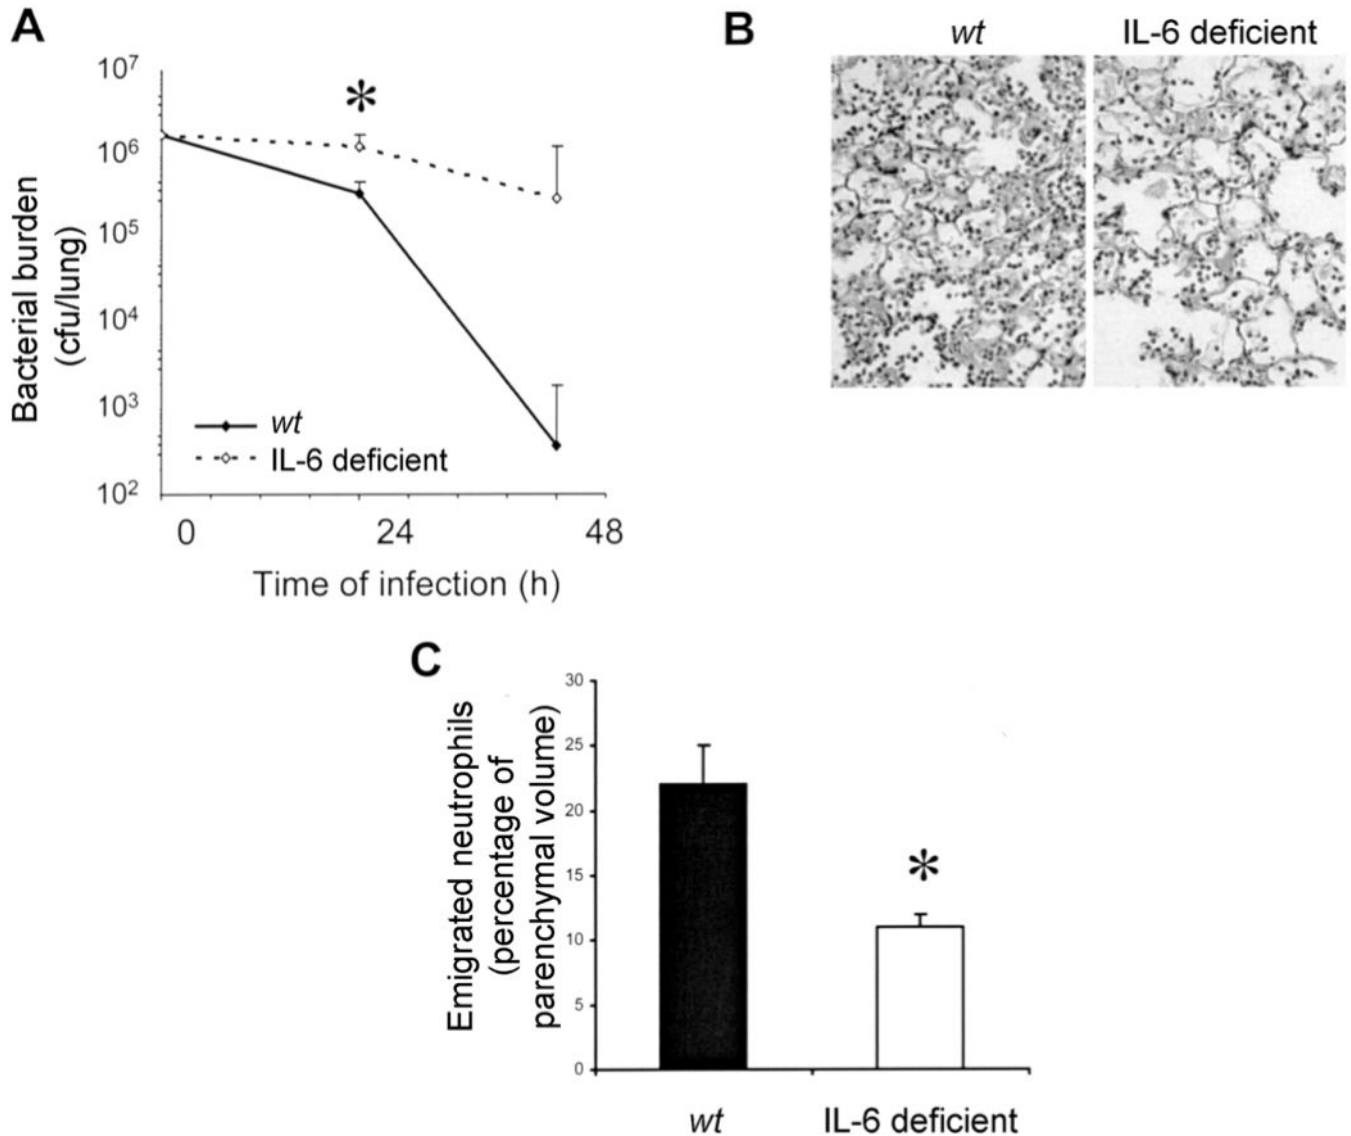 A
10⁷
10⁶
10⁵
10⁴
10³
10²
Bacterial burden
(cfu/lung)
*
wt
IL-6 deficient
0 24 48
Time of infection (h)
B
wt IL-6 deficient
C
Emigrated neutrophils
(percentage of
parenchymal volume)
30
25
20
15
10
5
0
*
wt IL-6 deficient